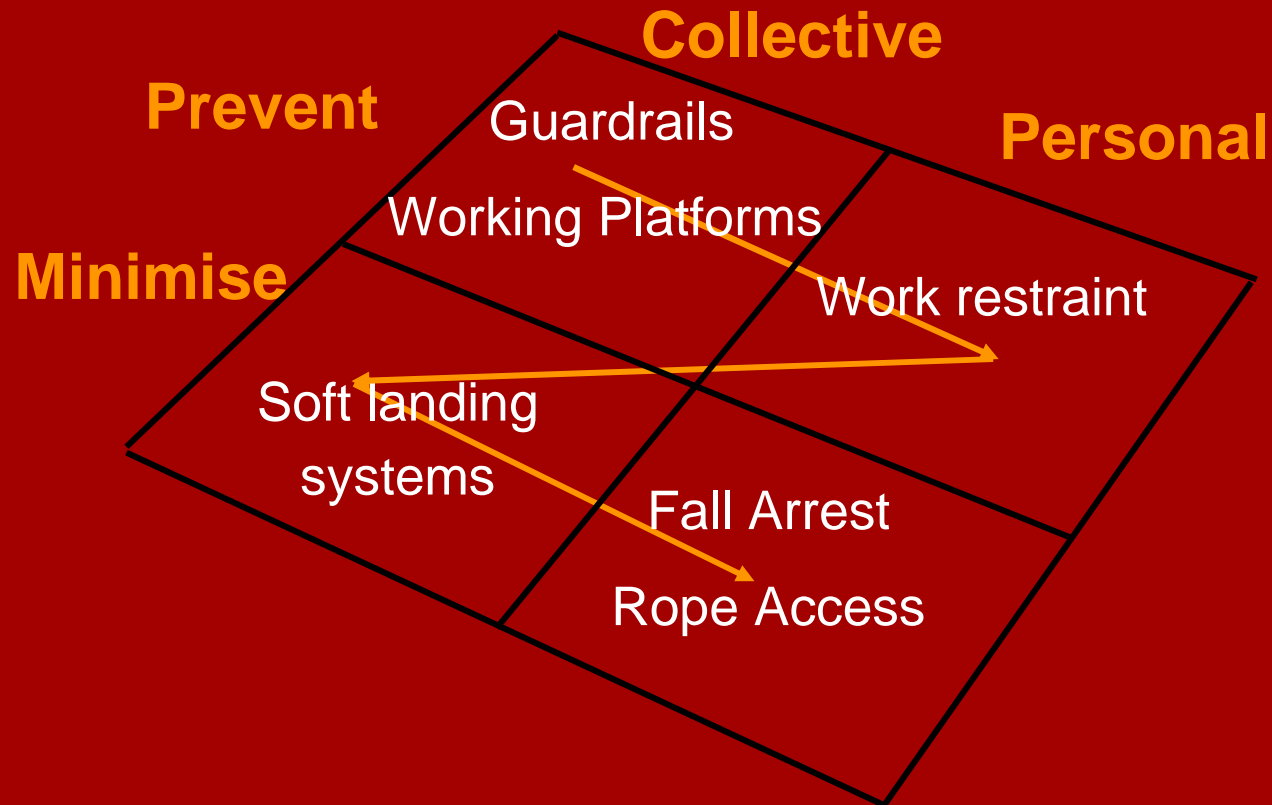 Collective
Prevent
Personal
Guardrails
Working Platforms
Minimise
Work restraint
Soft landing
systems
Fall Arrest
Rope Access